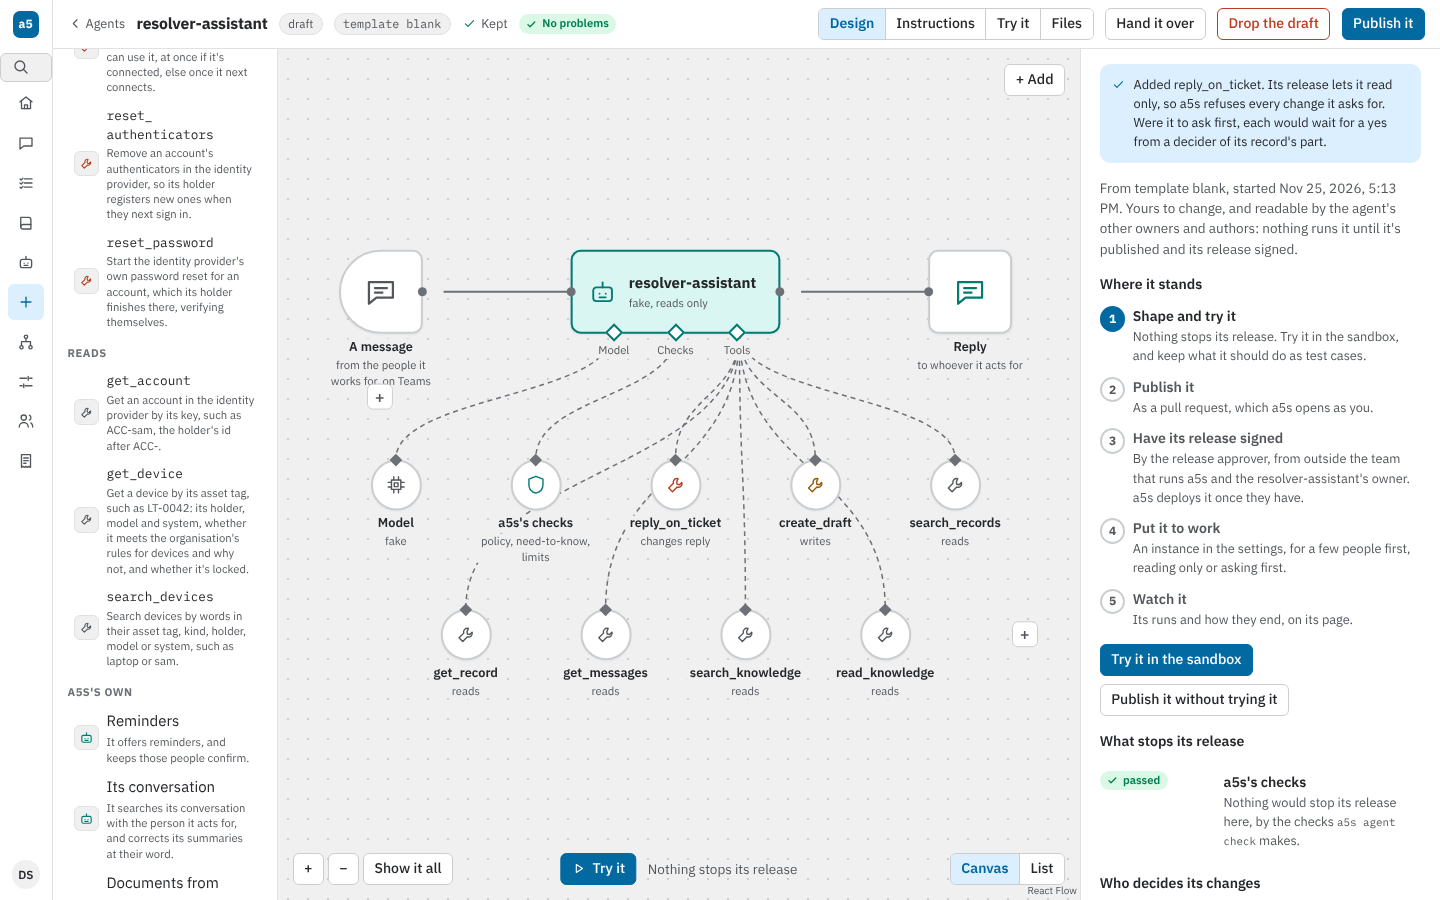 a5
Agents
resolver-assistant
draft
template blank
Kept
No problems
Design
Instructions
Try it
Files
Hand it over
Drop the draft
Publish it
can use it, at once if it's
connected, else once it next
connects.
reset_
authenticators
Remove an account's
authenticators in the identity
provider, so its holder
registers new ones when
they next sign in.
reset_password
Start the identity provider's
own password reset for an
account, which its holder
finishes there, verifying
themselves.
READS
get_account
Get an account in the identity
provider by its key, such as
ACC-sam, the holder's id
after ACC-.
get_device
Get a device by its asset tag,
such as LT-0042: its holder,
model and system, whether
it meets the organisation's
rules for devices and why
not, and whether it's locked.
search_devices
Search devices by words in
their asset tag, kind, holder,
model or system, such as
laptop or sam.
A5S'S OWN
Reminders
It offers reminders, and
keeps those people confirm.
Its conversation
It searches its conversation
with the person it acts for,
and corrects its summaries
at their word.
Documents from
DS
+ Add
resolver-assistant
fake, reads only
Model
Checks
Tools
A message
from the people it
works for, on Teams
+
Reply
to whoever it acts for
Model
fake
a5s's checks
policy, need-to-know,
limits
reply_on_ticket
changes reply
create_draft
writes
search_records
reads
get_record
reads
get_messages
reads
search_knowledge
reads
read_knowledge
reads
+
+
−
Show it all
Try it
Nothing stops its release
Canvas
List
React Flow
Added reply_on_ticket. Its release lets it read
only, so a5s refuses every change it asks for.
Were it to ask first, each would wait for a yes
from a decider of its record's part.
From template blank, started Nov 25, 2026, 5:13
PM. Yours to change, and readable by the agent's
other owners and authors: nothing runs it until it's
published and its release signed.
Where it stands
1
Shape and try it
Nothing stops its release. Try it in the sandbox,
and keep what it should do as test cases.
2
Publish it
As a pull request, which a5s opens as you.
3
Have its release signed
By the release approver, from outside the team
that runs a5s and the resolver-assistant's owner.
a5s deploys it once they have.
4
Put it to work
An instance in the settings, for a few people first,
reading only or asking first.
5
Watch it
Its runs and how they end, on its page.
Try it in the sandbox
Publish it without trying it
What stops its release
passed
a5s's checks
Nothing would stop its release
here, by the checks a5s agent
check makes.
Who decides its changes